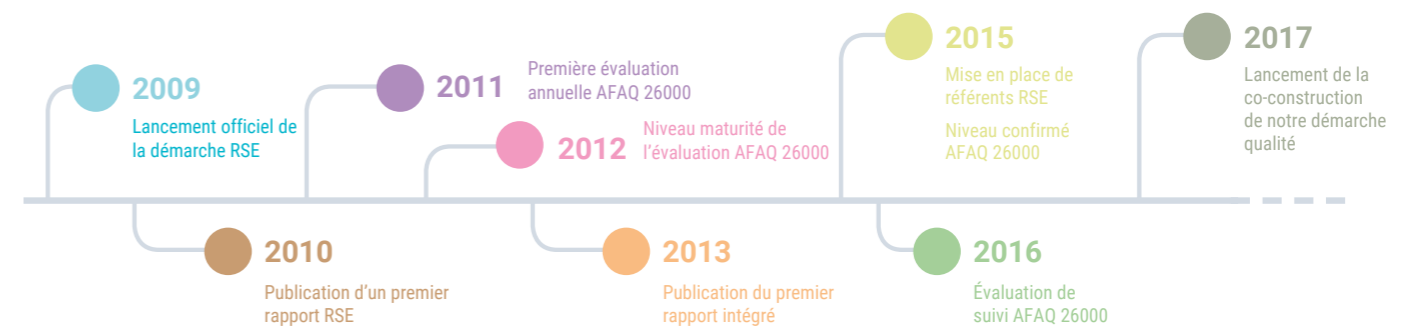 2009
Lancement officiel de
la démarche RSE
2010
Publication d’un premier
rapport RSE
2011
Première évaluation
annuelle AFAQ 26000
2012
Niveau maturité de
l’évaluation AFAQ 26000
2013
Publication du premier
rapport intégré
2015
Mise en place de
référents RSE
Niveau confirmé
AFAQ 26000
2016
Évaluation de
suivi AFAQ 26000
2017
Lancement de la
co-construction
de notre démarche
qualité